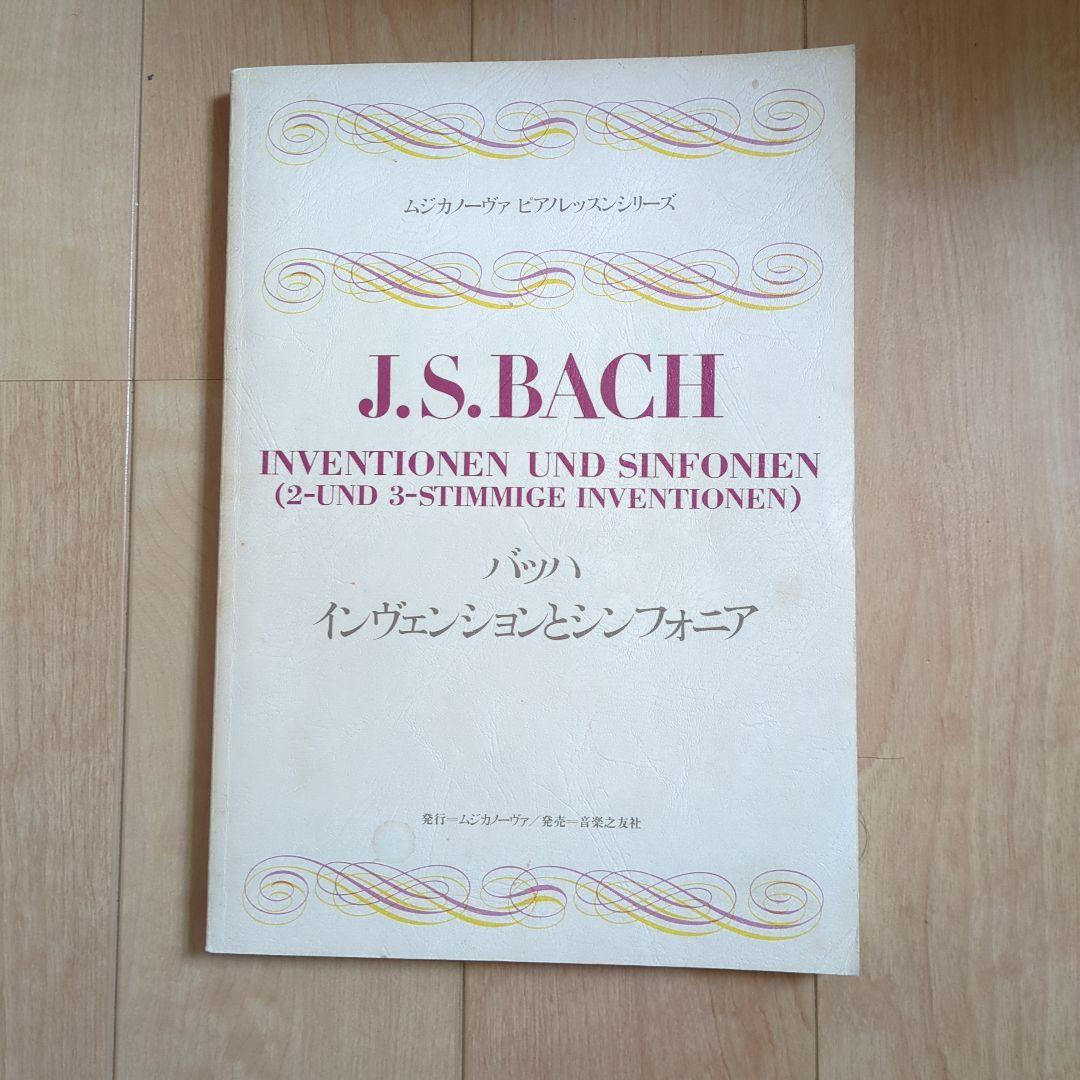 ムジカノーヴァ ピアノレッスンシリーズ
J.S.BACH
INVENTIONEN UND SINFONIEN
(2-UND 3-STIMMIGE INVENTIONEN)
バッハ
インヴェンションとシンフォニア
発行=ムジカノーヴァ/発売=音楽之友社